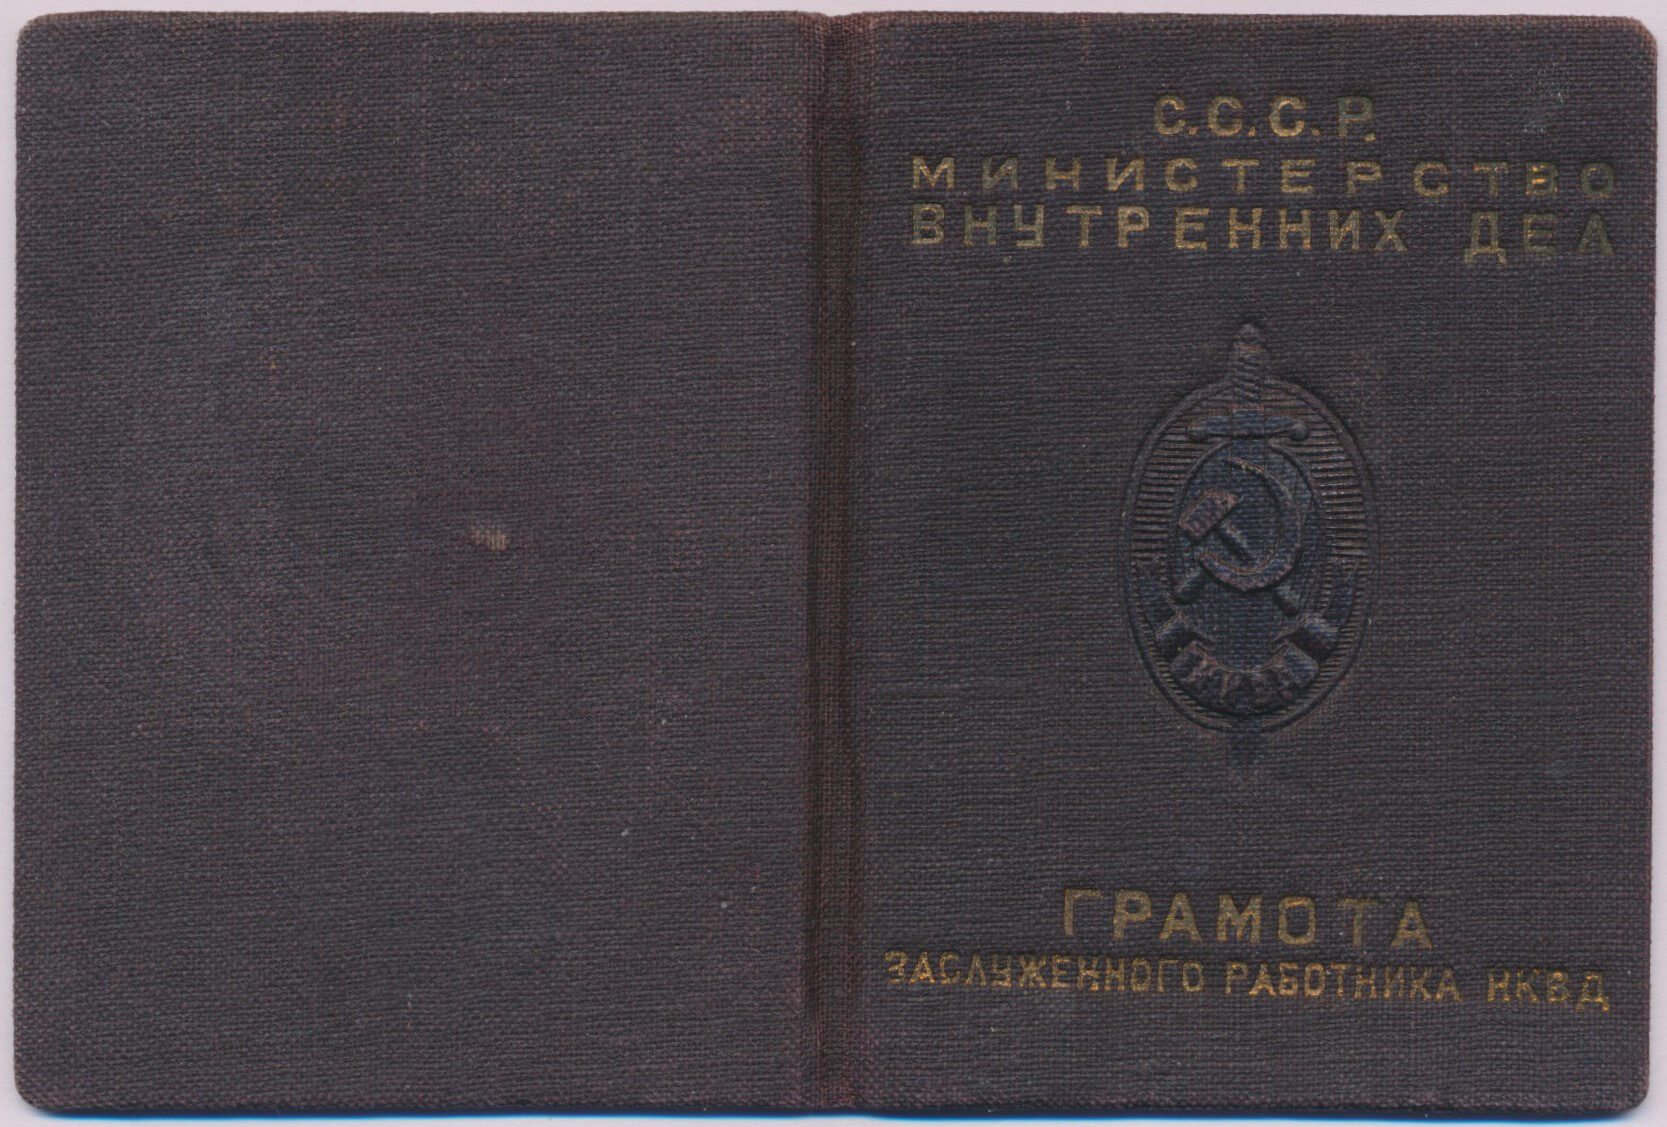 С.С.С.Р.
МИНИСТЕРСТВО
ВНУТРЕННИХ ДЕЛ
ГРАМОТА
ЗАСЛУЖЕННОГО РАБОТНИКА НКВД